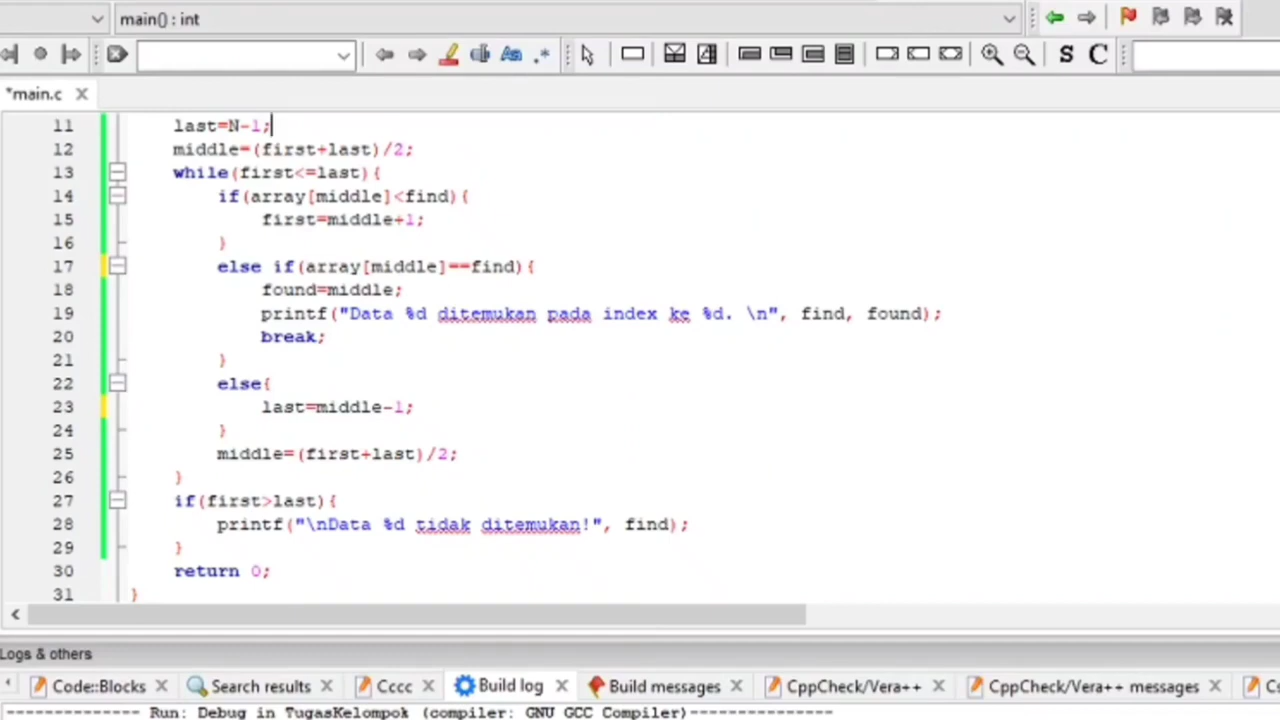 main() : int
S C
*main.c
11 last=N-1;
12 middle=(first+last)/2;
13 while(first<=last){
14 if(array[middle]<find){
15 first=middle+1;
16 }
17 else if(array[middle]==find){
18 found=middle;
19 printf("Data %d ditemukan pada index ke %d. \n", find, found);
20 break;
21 }
22 else{
23 last=middle-1;
24 }
25 middle=(first+last)/2;
26 }
27 if(first>last){
28 printf("\nData %d tidak ditemukan!", find);
29 }
30 return 0;
31 }
Logs & others
Code::Blocks Search results Cccc Build log Build messages CppCheck/Vera++ CppCheck/Vera++ messages
-------------- Run: Debug in TugasKelompok (compiler: GNU GCC Compiler)---------------